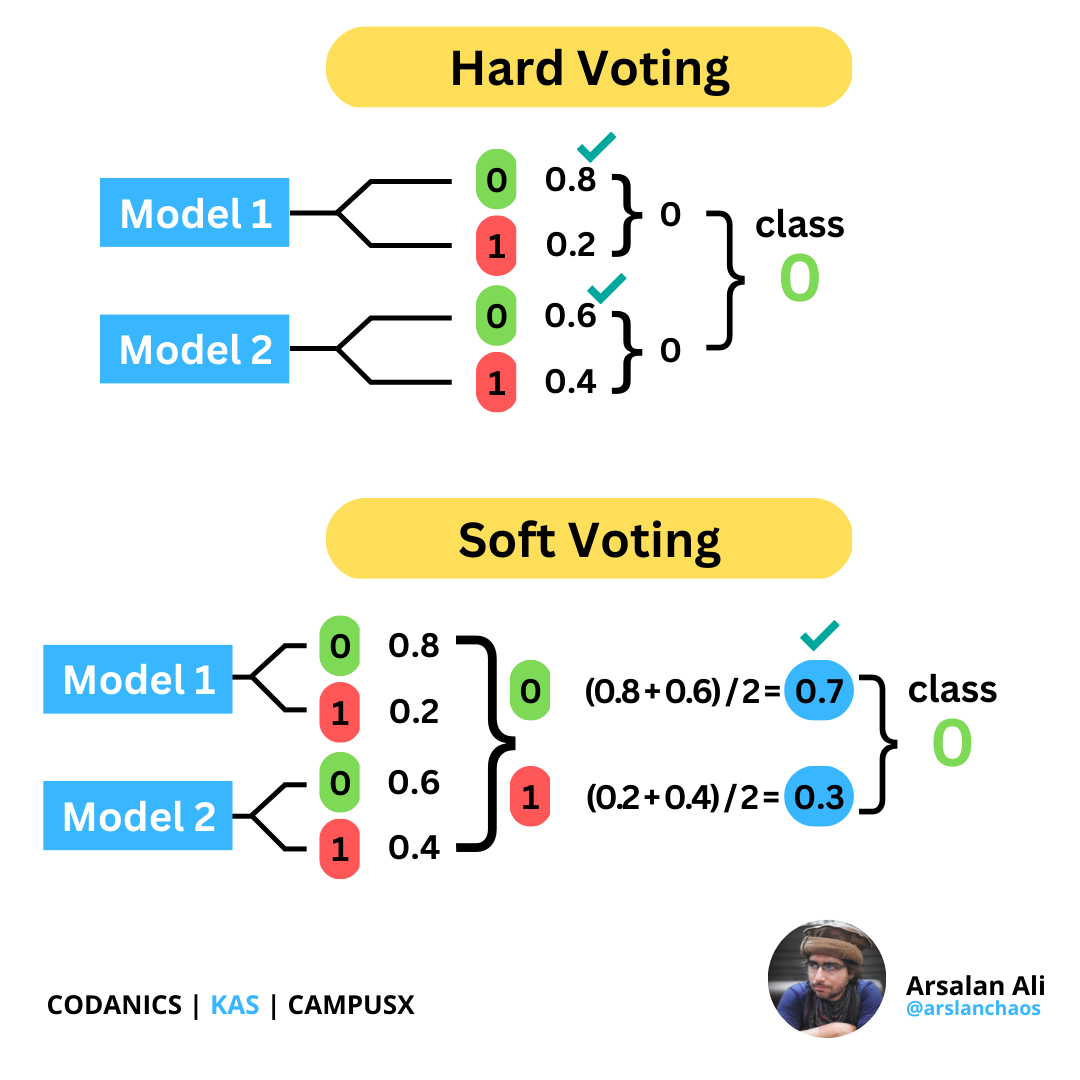 Hard Voting
Model 1
0 0.8
1 0.2
0
Model 2
0 0.6
1 0.4
0
class
0
Soft Voting
Model 1
0 0.8
1 0.2
Model 2
0 0.6
1 0.4
0 (0.8+0.6)/2= 0.7
1 (0.2+0.4)/2= 0.3
class
0
CODANICS | KAS | CAMPUSX
Arsalan Ali
@arslanchaos